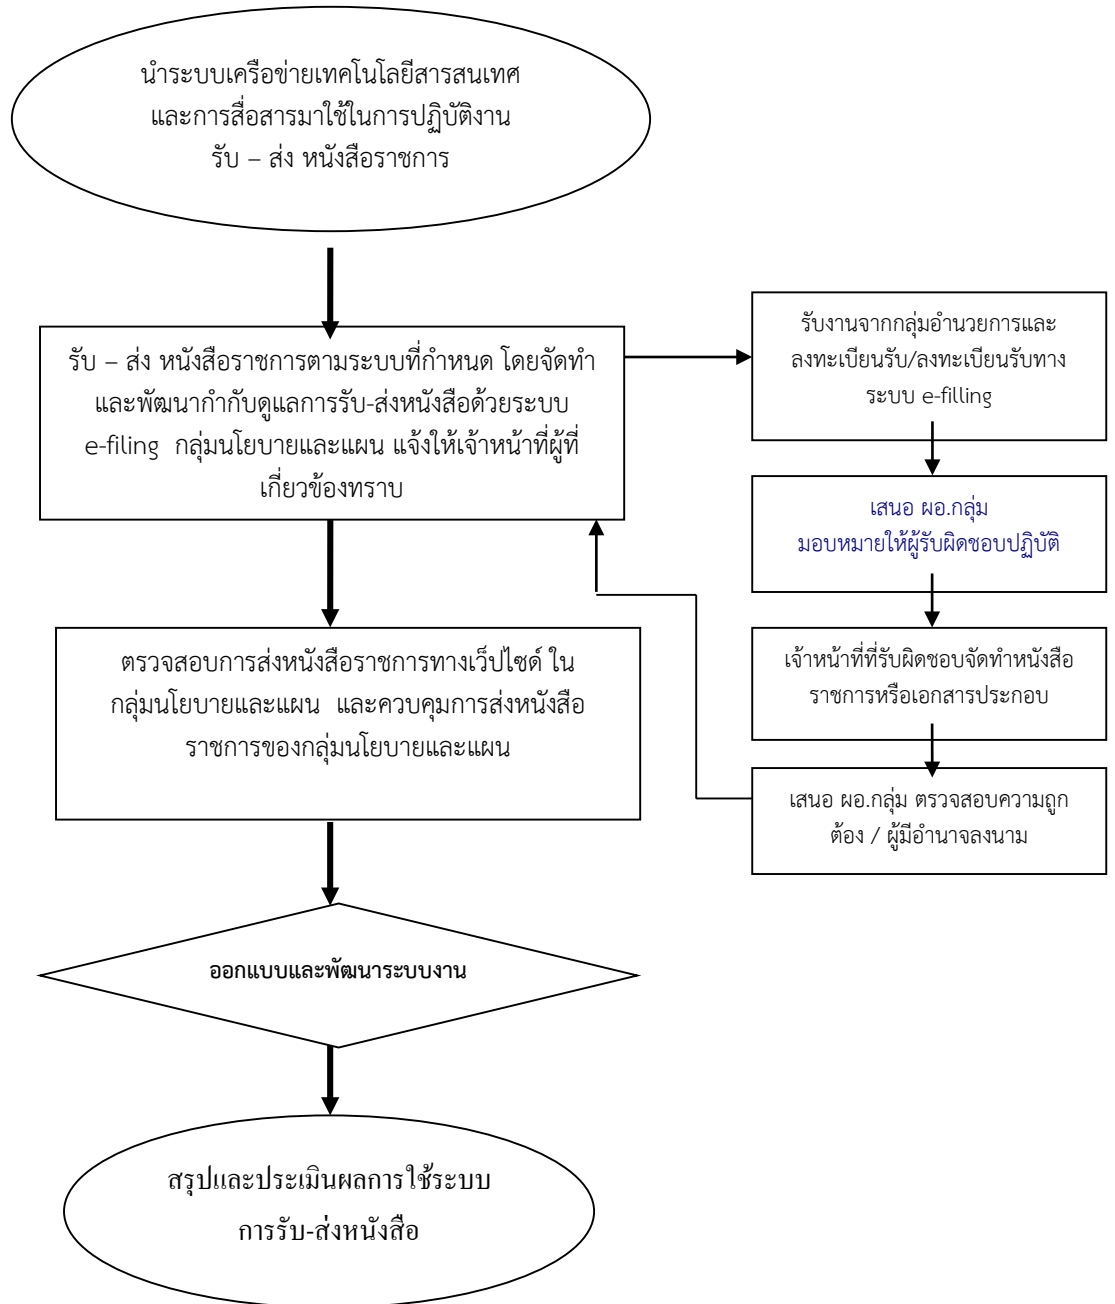 นำระบบเครือข่ายเทคโนโลยีสารสนเทศ
และการสื่อสารมาใช้ในการปฏิบัติงาน
รับ – ส่ง หนังสือราชการ
รับ – ส่ง หนังสือราชการตามระบบที่กำหนด โดยจัดทำ
และพัฒนากำกับดูแลการรับ-ส่งหนังสือด้วยระบบ
e-filing กลุ่มนโยบายและแผน แจ้งให้เจ้าหน้าที่ผู้ที่
เกี่ยวข้องทราบ
รับงานจากกลุ่มอำนวยการและ
ลงทะเบียนรับ/ลงทะเบียนรับทาง
ระบบ e-filling
เสนอ ผอ.กลุ่ม
มอบหมายให้ผู้รับผิดชอบปฏิบัติ
เจ้าหน้าที่ที่รับผิดชอบจัดทำหนังสือ
ราชการหรือเอกสารประกอบ
เสนอ ผอ.กลุ่ม ตรวจสอบความถูก
ต้อง / ผู้มีอำนาจลงนาม
ตรวจสอบการส่งหนังสือราชการทางเว็ปไซด์ ใน
กลุ่มนโยบายและแผน และควบคุมการส่งหนังสือ
ราชการของกลุ่มนโยบายและแผน
ออกแบบและพัฒนาระบบงาน
สรุปและประเมินผลการใช้ระบบ
การรับ-ส่งหนังสือ